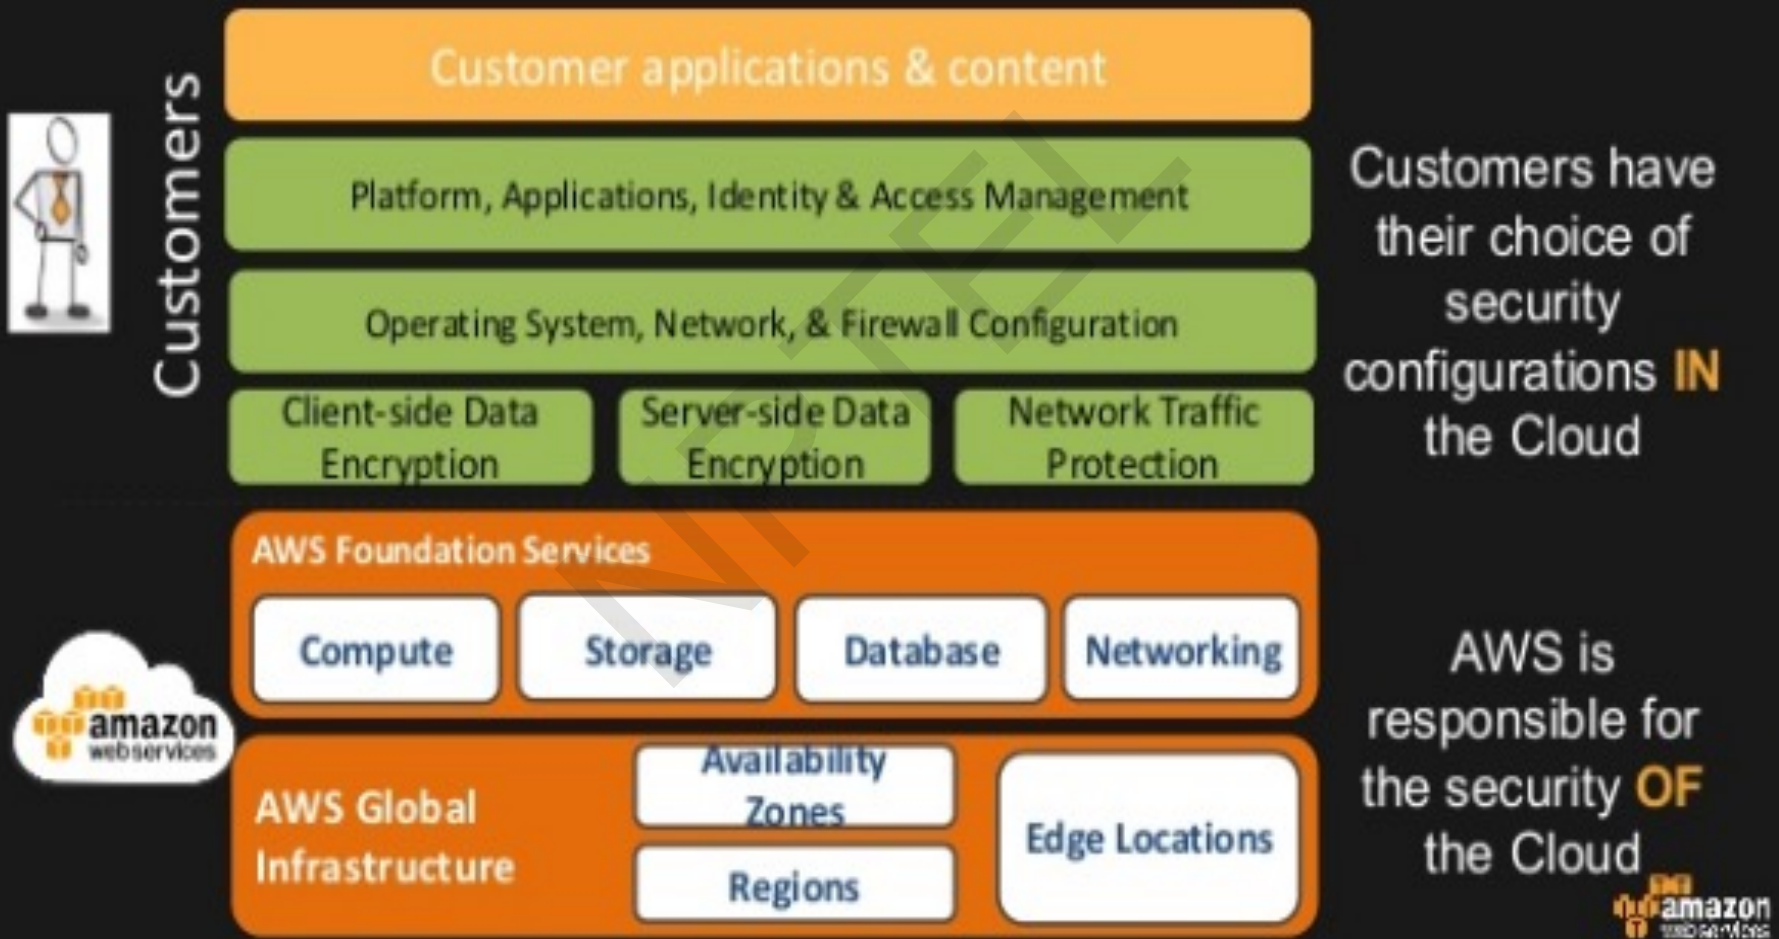 Customers
Customer applications & content
Platform, Applications, Identity & Access Management
Operating System, Network, & Firewall Configuration
Client-side Data
Encryption
Server-side Data
Encryption
Network Traffic
Protection
Customers have
their choice of
security
configurations IN
the Cloud
amazon
webservices
AWS Foundation Services
Compute
Storage
Database
Networking
AWS Global
Infrastructure
Availability
Zones
Regions
Edge Locations
AWS is
responsible for
the security OF
the Cloud
amazon
webservices
NPTEL